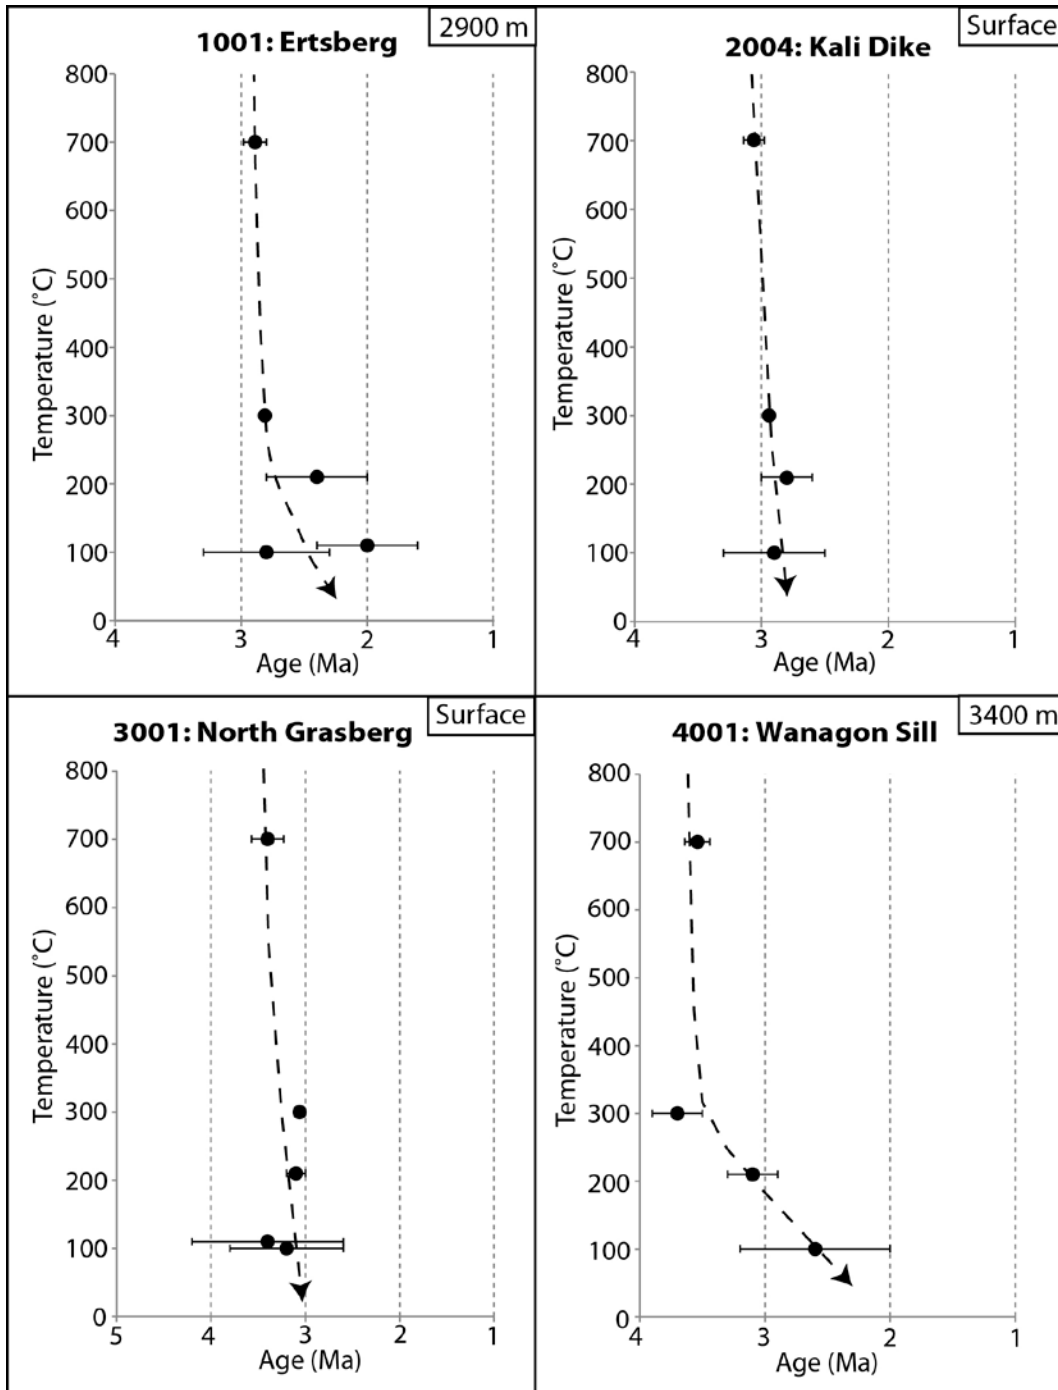 1001: Ertsberg
2900 m
800
700
600
500
400
300
200
100
0
Temperature (˚C)
4 3 2 1
Age (Ma)
2004: Kali Dike
Surface
800
700
600
500
400
300
200
100
0
Temperature (˚C)
4 3 2 1
Age (Ma)
3001: North Grasberg
Surface
800
700
600
500
400
300
200
100
0
Temperature (˚C)
5 4 3 2 1
Age (Ma)
4001: Wanagon Sill
3400 m
800
700
600
500
400
300
200
100
0
Temperature (˚C)
4 3 2 1
Age (Ma)